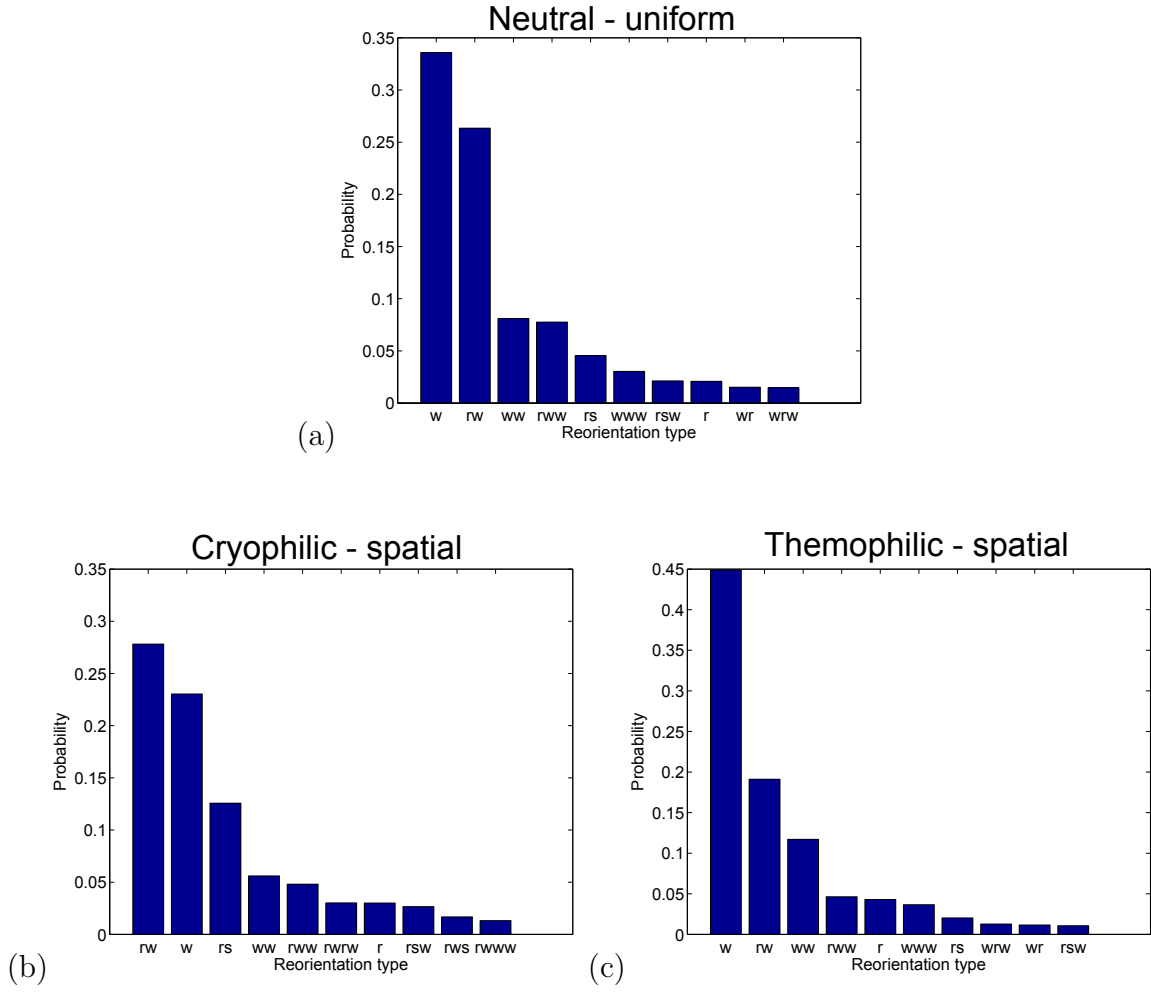 Neutral - uniform
0.35
0.3
0.25
0.2
0.15
0.1
0.05
0
Probability
w rw ww rww rs www rsw r wr wrw
Reorientation type
(a)
Cryophilic - spatial
0.35
0.3
0.25
0.2
0.15
0.1
0.05
0
Probability
rw w rs ww rww rwrw r rsw rws rwww
Reorientation type
(b)
Themophilic - spatial
0.45
0.4
0.35
0.3
0.25
0.2
0.15
0.1
0.05
0
Probability
w rw ww rww r www rs wrw wr rsw
Reorientation type
(c)